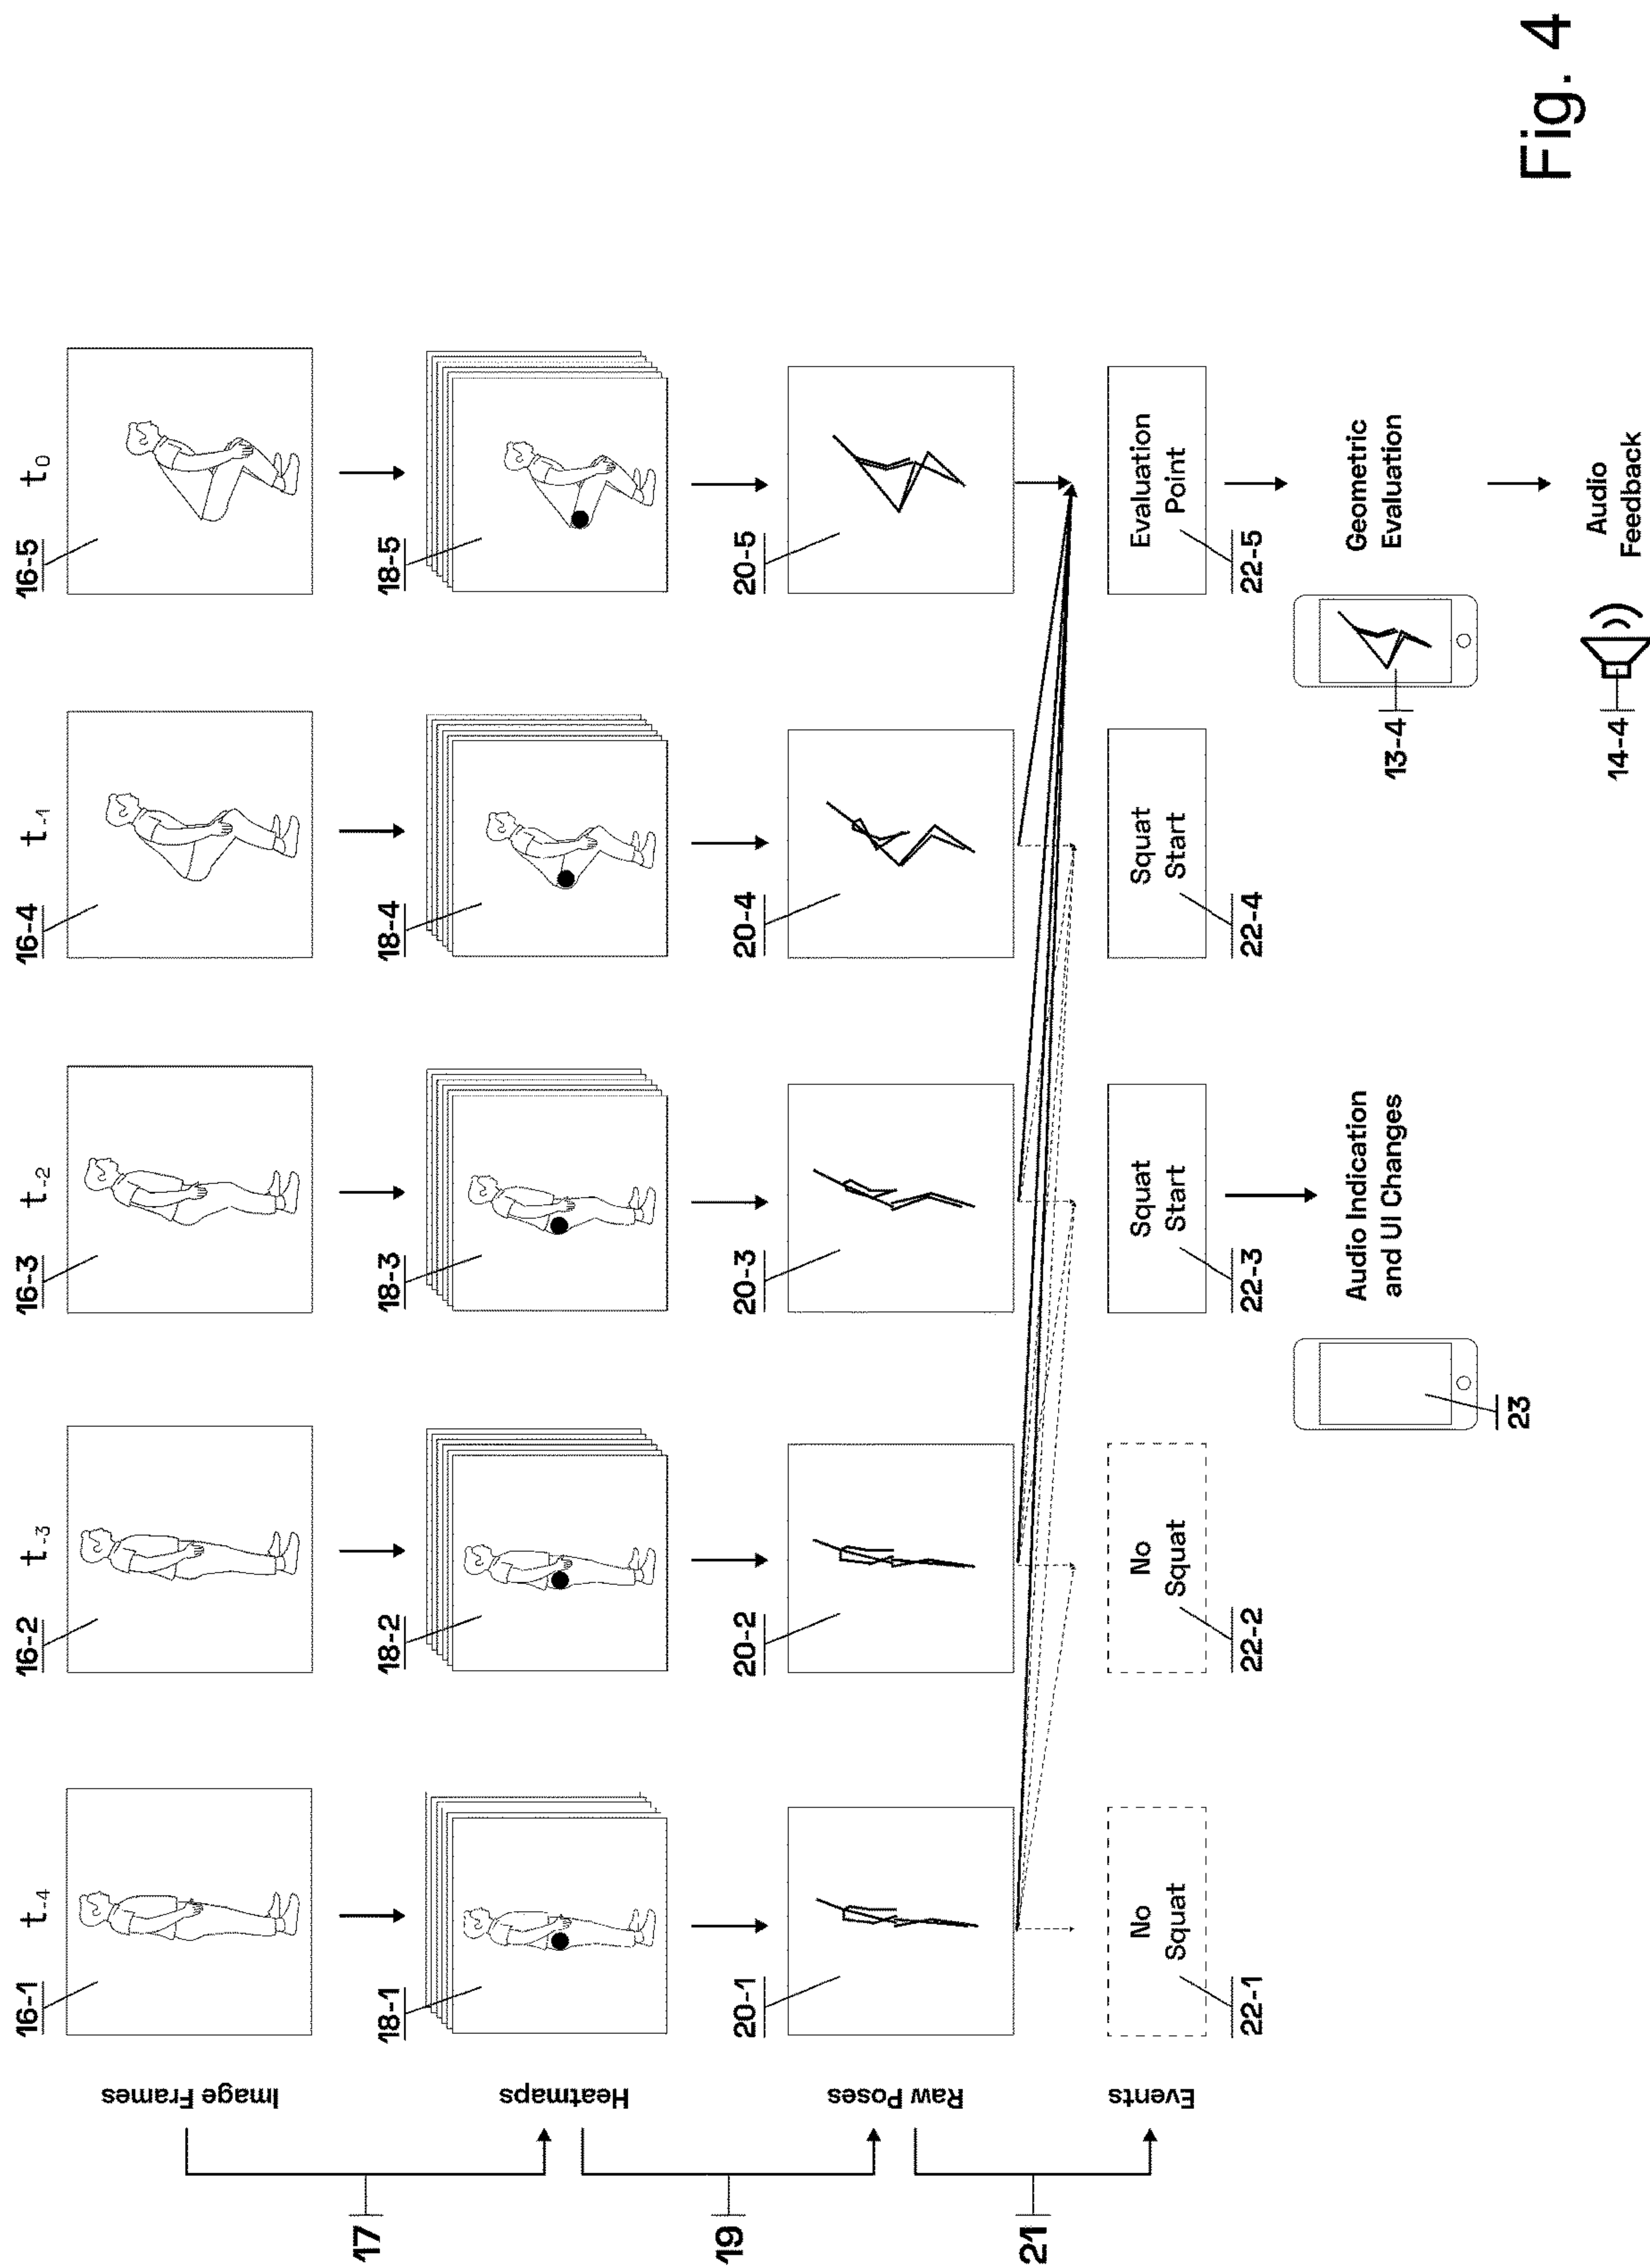 t-4
t-3
t-2
t-1
t0
16-1
16-2
16-3
16-4
16-5
Image Frames
17
18-1
18-2
18-3
18-4
18-5
Heatmaps
19
20-1
20-2
20-3
20-4
20-5
Raw Poses
21
Events
No
Squat
No
Squat
Squat
Start
Squat
Start
Evaluation
Point
22-1
22-2
22-3
22-4
22-5
23
Audio Indication
and UI Changes
13-4
Geometric
Evaluation
14-4
Audio
Feedback
Fig. 4